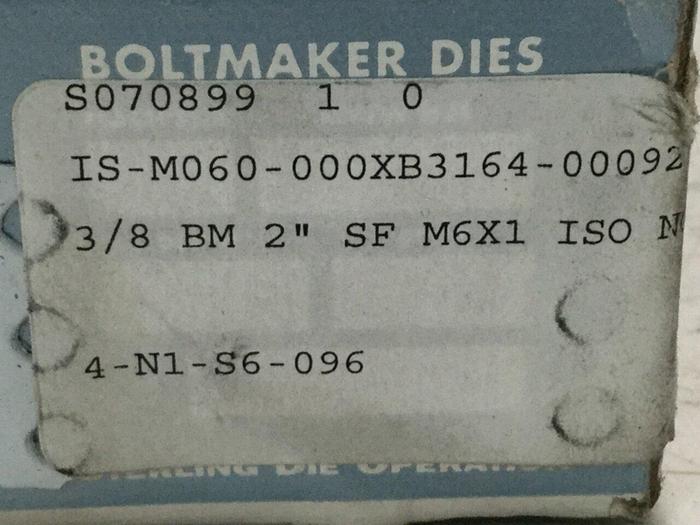 BOLTMAKER DIES
S070899 1 0
IS-M060-000XB3164-00092
3/8 BM 2" SF M6X1 ISO
4-N1-S6-096
DIE